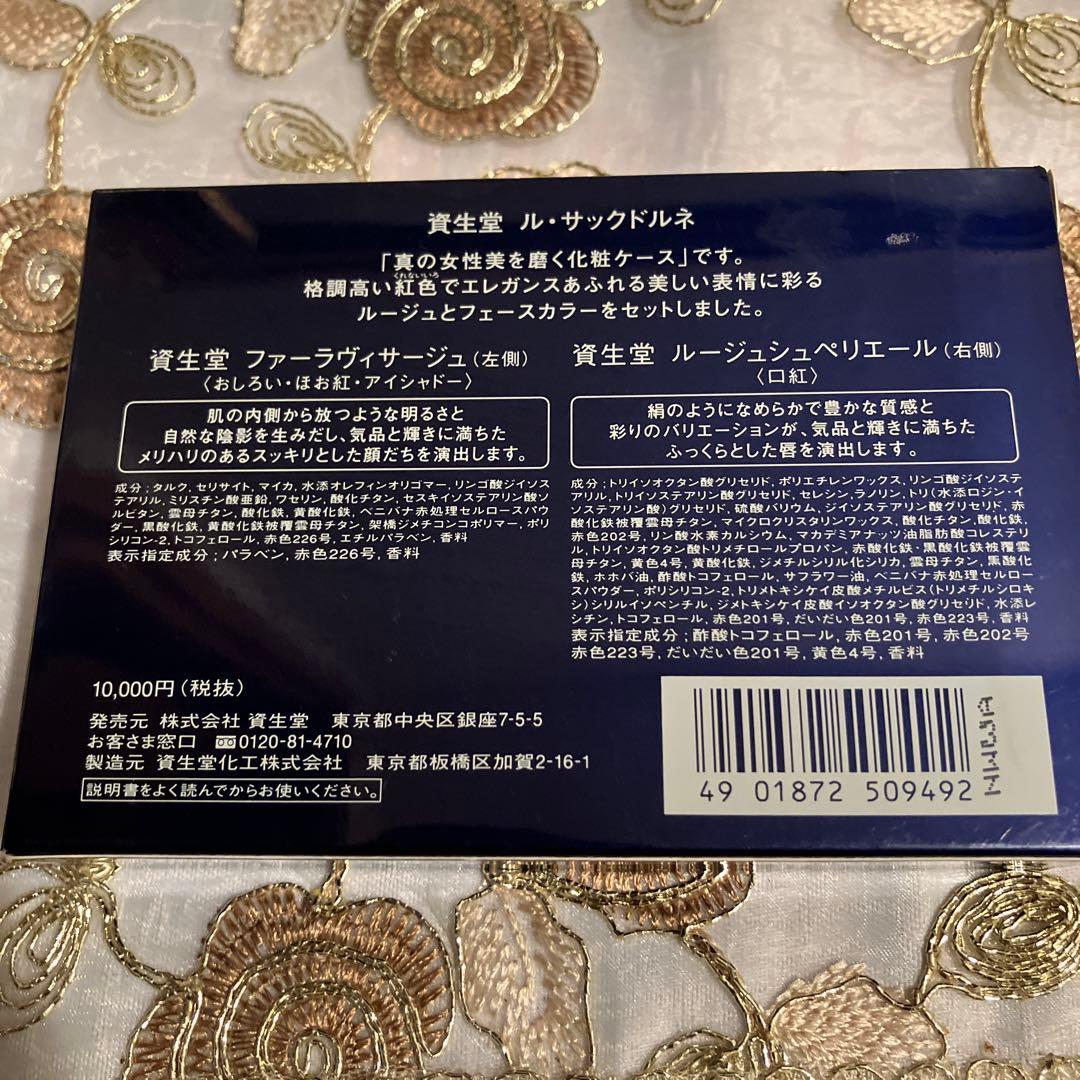 資生堂 ル・サックドルネ
「真の女性美を磨く化粧ケース」です。
くれないいろ
格調高い紅色でエレガンスあふれる美しい表情に彩る
ルージュとフェースカラーをセットしました。
資生堂 ファーラヴィサージュ(左側)
〈おしろい・ほお紅・アイシャドー〉
肌の内側から放つような明るさと
自然な陰影を生みだし、気品と輝きに満ちた
メリハリのあるスッキリとした顔だちを演出します。
成分;タルク, セリサイト, マイカ, 水添オレフィンオリゴマー, リンゴ酸ジイソス
テアリル, ミリスチン酸亜鉛, ワセリン, 酸化チタン, セスキイソステアリン酸ソ
ルビタン, 雲母チタン, 酸化鉄, 黄酸化鉄, ベニバナ赤処理セルロースパウ
ダー, 黒酸化鉄, 黄酸化鉄被覆雲母チタン, 架橋ジメチコンコポリマー, ポリ
シリコン-2, トコフェロール, 赤色226号, エチルパラベン, 香料
表示指定成分;パラベン, 赤色226号, 香料
資生堂 ルージュシュペリエール(右側)
〈口紅〉
絹のようになめらかで豊かな質感と
彩りのバリエーションが、気品と輝きに満ちた
ふっくらとした唇を演出します。
成分;トリイソオクタン酸グリセリド, ポリエチレンワックス, リンゴ酸ジイソステ
アリル, トリイソステアリン酸グリセリド, セレシン, ラノリン, トリ(水添ロジン・イ
ソステアリン酸)グリセリド, 硫酸バリウム, ジイソステアリン酸グリセリド, 赤
酸化鉄被覆雲母チタン, マイクロクリスタリンワックス, 酸化チタン, 酸化鉄,
赤色202号, リン酸水素カルシウム, マカデミアナッツ油脂肪酸コレステリ
ル, トリイソオクタン酸トリメチロールプロパン, 赤酸化鉄・黒酸化鉄被覆雲
母チタン, 黄色4号, 黄酸化鉄, ジメチルシリル化シリカ, 雲母チタン, 黒酸化
鉄, ホホバ油, 酢酸トコフェロール, サフラワー油, ベニバナ赤処理セルロー
スパウダー, ポリシリコン-2, トリメトキシケイ皮酸メチルビス(トリメチルシロキ
シ)シリルイソペンチル, ジメトキシケイ皮酸イソオクタン酸グリセリド, 水添レ
シチン, トコフェロール, 赤色201号, だいだい色201号, 赤色223号, 香料
表示指定成分;酢酸トコフェロール, 赤色201号, 赤色202号
赤色223号, だいだい色201号, 黄色4号, 香料
10,000円(税抜)
発売元 株式会社 資生堂 東京都中央区銀座7-5-5
お客さま窓口 0120-81-4710
製造元 資生堂化工株式会社 東京都板橋区加賀2-16-1
説明書をよく読んでからお使いください。
49 01872 509492